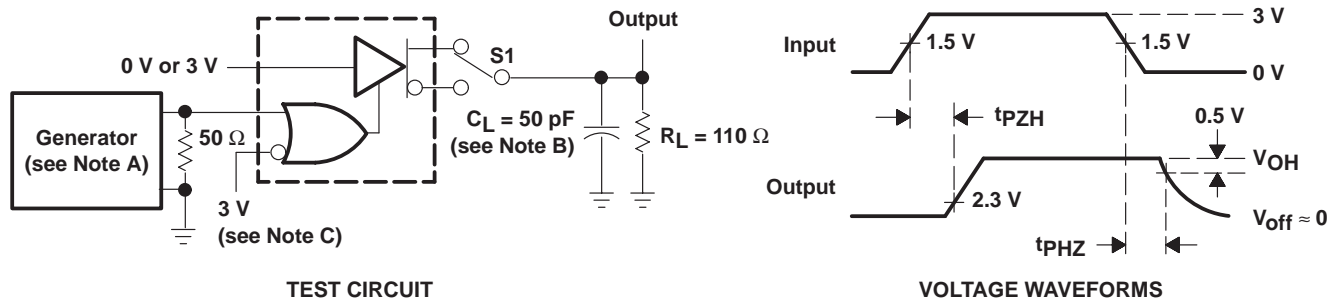 Output
S1
0 V or 3 V
Generator
(see Note A)
50 Ω
3 V
(see Note C)
CL = 50 pF
(see Note B)
RL = 110 Ω
TEST CIRCUIT
Input
3 V
1.5 V
1.5 V
0 V
tPZH
0.5 V
VOH
Output
2.3 V
Voff ≈ 0
tPHZ
VOLTAGE WAVEFORMS